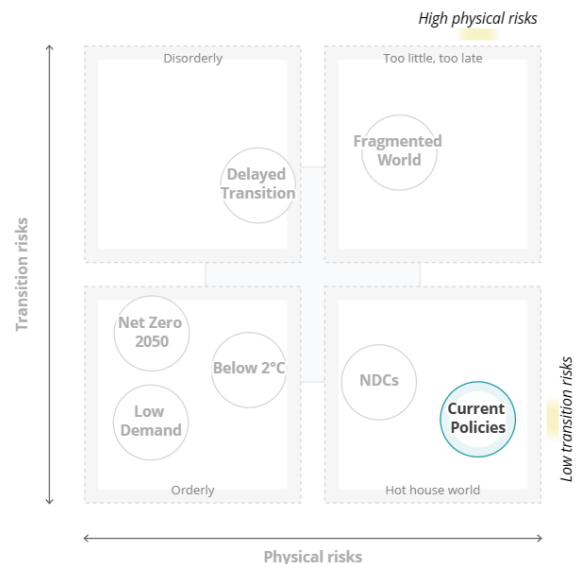 High physical risks
Disorderly
Too little, too late
Fragmented
World
Delayed
Transition
Transition risks
Net Zero
2050
Below 2°C
NDCs
Low
Demand
Current
Policies
Low transition risks
Orderly
Hot house world
Physical risks